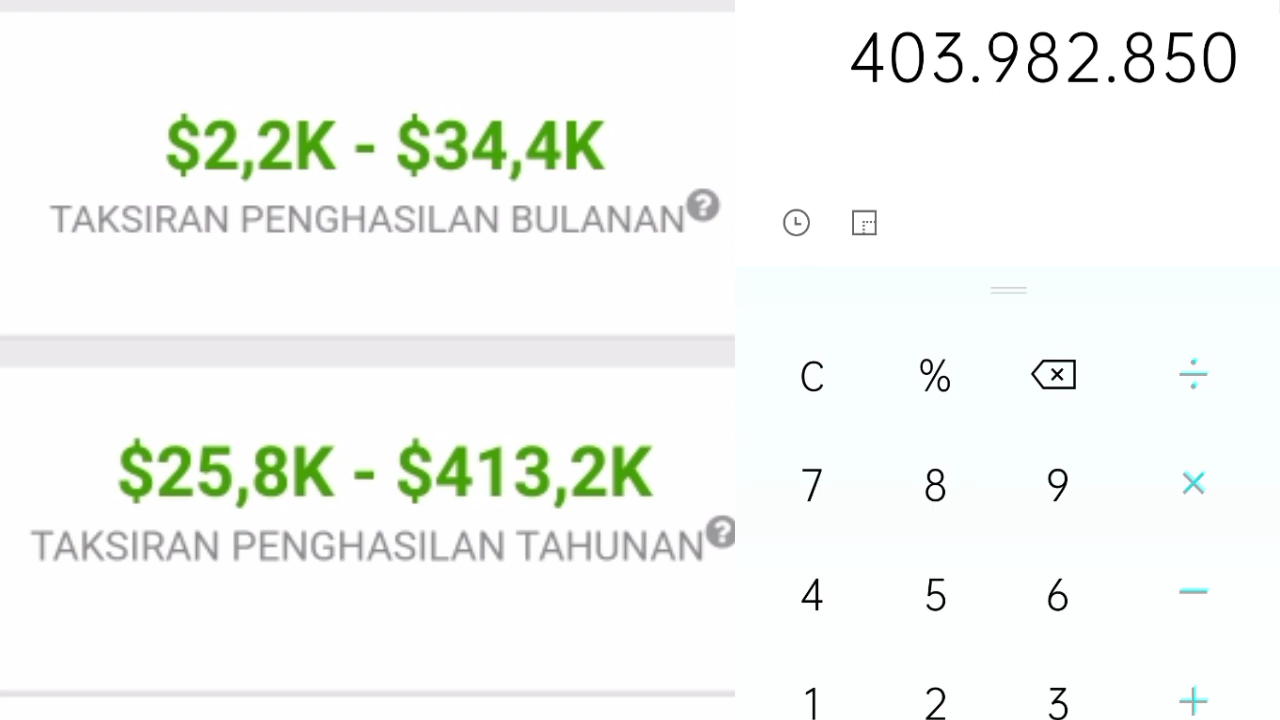 $2,2K - $34,4K
TAKSIRAN PENGHASILAN BULANAN ?
$25,8K - $413,2K
TAKSIRAN PENGHASILAN TAHUNAN ?
403.982.850
C % ÷
7 8 9 ×
4 5 6 −
1 2 3 +